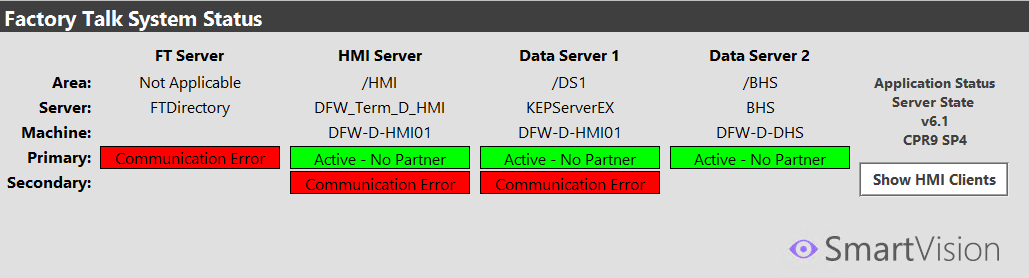 Factory Talk System Status
FT Server HMI Server Data Server 1 Data Server 2
Area: Not Applicable /HMI /DS1 /BHS
Server: FTDirectory DFW_Term_D_HMI KEPServerEX BHS
Machine: DFW-D-HMI01 DFW-D-HMI01 DFW-D-DHS
Primary: Communication Error Active - No Partner Active - No Partner Active - No Partner
Secondary: Communication Error Communication Error
Application Status
Server State
v6.1
CPR9 SP4
Show HMI Clients
SmartVision